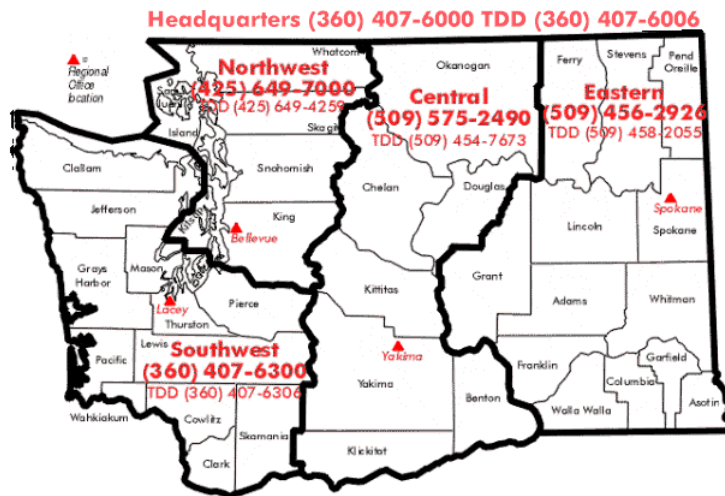 Headquarters (360) 407-6000 TDD (360) 407-6006
▲ =
Regional
Office
location
Northwest
(425) 649-7000
TDD (425) 649-4259
Central
(509) 575-2490
TDD (509) 454-7673
Eastern
(509) 456-2926
TDD (509) 458-2055
Southwest
(360) 407-6300
TDD (360) 407-6306
Whatcom
Skagit
Island
Snohomish
King
Bellevue
Kitsap
Clallam
Jefferson
Grays
Harbor
Mason
Lacey
Thurston
Pierce
Pacific
Lewis
Wahkiakum
Cowlitz
Skamania
Clark
Okanogan
Chelan
Douglas
Kittitas
Yakima
Yakima
Benton
Klickitat
Ferry
Stevens
Pend
Oreille
Spokane
Spokane
Lincoln
Grant
Adams
Whitman
Franklin
Garfield
Columbia
Walla Walla
Asotin